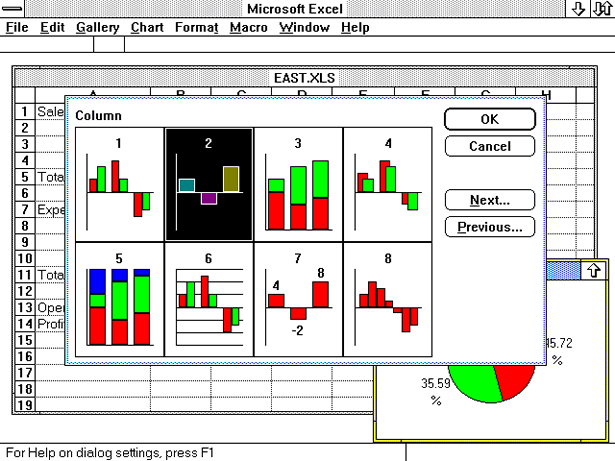 Microsoft Excel
File Edit Gallery Chart Format Macro Window Help
EAST.XLS
A B C D E F G H
1 Sale
2
3
4
5 Tota
6
7 Expe
8
9
10
11 Tota
12
13 Oper
14 Profi
15
16
17
18
19
Column
1 2 3 4
5 6 7 8
4 8
-2
OK
Cancel
Next...
Previous...
45.72
%
35.59
%
For Help on dialog settings, press F1